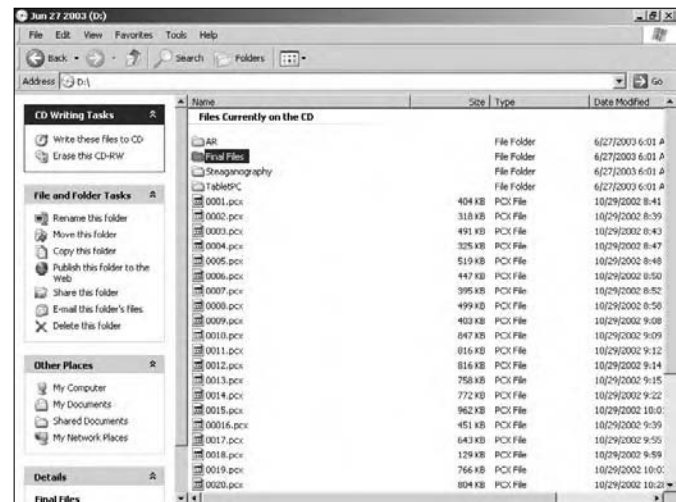 Jun 27 2003 (D:)
File Edit View Favorites Tools Help
Back Search Folders
Address D:\ Go
CD Writing Tasks
Write these files to CD
Erase this CD-RW
File and Folder Tasks
Rename this folder
Move this folder
Copy this folder
Publish this folder to the
Web
Share this folder
E-mail this folder's files
Delete this folder
Other Places
My Computer
My Documents
Shared Documents
My Network Places
Details
Final Files
Name Size Type Date Modified
Files Currently on the CD
AR File Folder 6/27/2003 6:01 A
Final Files File Folder 6/27/2003 6:01 A
Steaganography File Folder 6/27/2003 6:01 A
TabletPC File Folder 6/27/2003 6:01 A
0001.pcx 404 KB PCX File 10/29/2002 8:41
0002.pcx 318 KB PCX File 10/29/2002 8:39
0003.pcx 491 KB PCX File 10/29/2002 8:43
0004.pcx 325 KB PCX File 10/29/2002 8:47
0005.pcx 519 KB PCX File 10/29/2002 8:48
0006.pcx 447 KB PCX File 10/29/2002 8:50
0007.pcx 395 KB PCX File 10/29/2002 8:52
0008.pcx 499 KB PCX File 10/29/2002 8:58
0009.pcx 403 KB PCX File 10/29/2002 9:08
0010.pcx 847 KB PCX File 10/29/2002 9:09
0011.pcx 816 KB PCX File 10/29/2002 9:12
0012.pcx 816 KB PCX File 10/29/2002 9:14
0013.pcx 758 KB PCX File 10/29/2002 9:15
0014.pcx 772 KB PCX File 10/29/2002 9:22
0015.pcx 962 KB PCX File 10/29/2002 10:0
00016.pcx 451 KB PCX File 10/29/2002 9:39
0017.pcx 643 KB PCX File 10/29/2002 9:55
0018.pcx 129 KB PCX File 10/29/2002 9:59
0019.pcx 766 KB PCX File 10/29/2002 10:0
0020.pcx 804 KB PCX File 10/29/2002 10:2